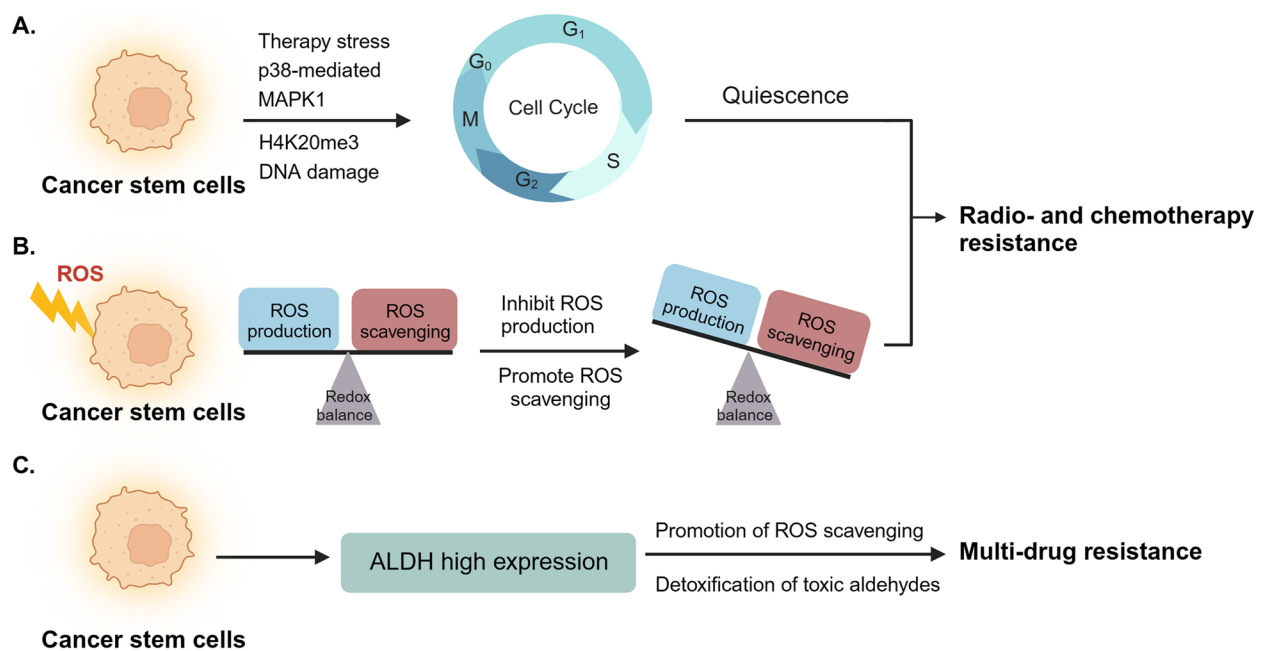 A.
Therapy stress
p38-mediated
MAPK1
H4K20me3
DNA damage
Cancer stem cells
G₁
G₀
Cell Cycle
M
S
G₂
Quiescence
Radio- and chemotherapy
resistance
B.
ROS
Cancer stem cells
ROS
production
ROS
scavenging
Redox
balance
Inhibit ROS
production
Promote ROS
scavenging
ROS
production
ROS
scavenging
Redox
balance
C.
Cancer stem cells
ALDH high expression
Promotion of ROS scavenging
Detoxification of toxic aldehydes
Multi-drug resistance